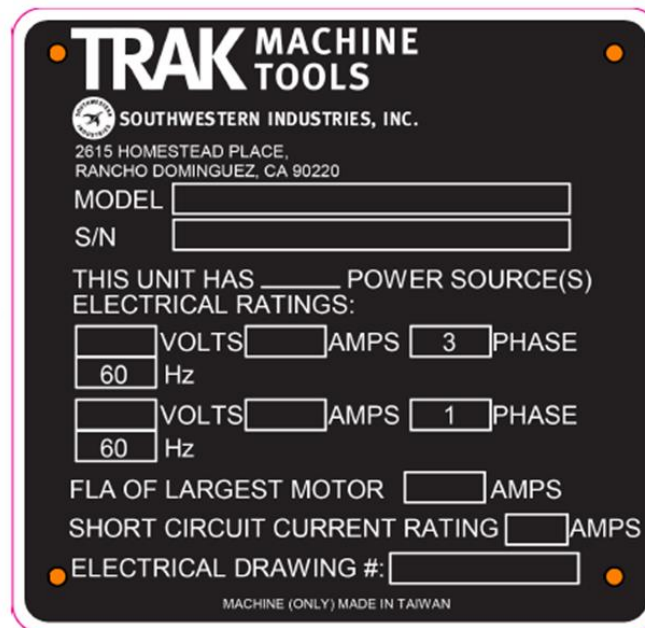 TRAK MACHINE TOOLS
SOUTHWESTERN INDUSTRIES
SOUTHWESTERN INDUSTRIES, INC.
2615 HOMESTEAD PLACE,
RANCHO DOMINGUEZ, CA 90220
MODEL
S/N
THIS UNIT HAS ______ POWER SOURCE(S)
ELECTRICAL RATINGS:
VOLTS AMPS 3 PHASE
60 Hz
VOLTS AMPS 1 PHASE
60 Hz
FLA OF LARGEST MOTOR AMPS
SHORT CIRCUIT CURRENT RATING AMPS
ELECTRICAL DRAWING #:
MACHINE (ONLY) MADE IN TAIWAN